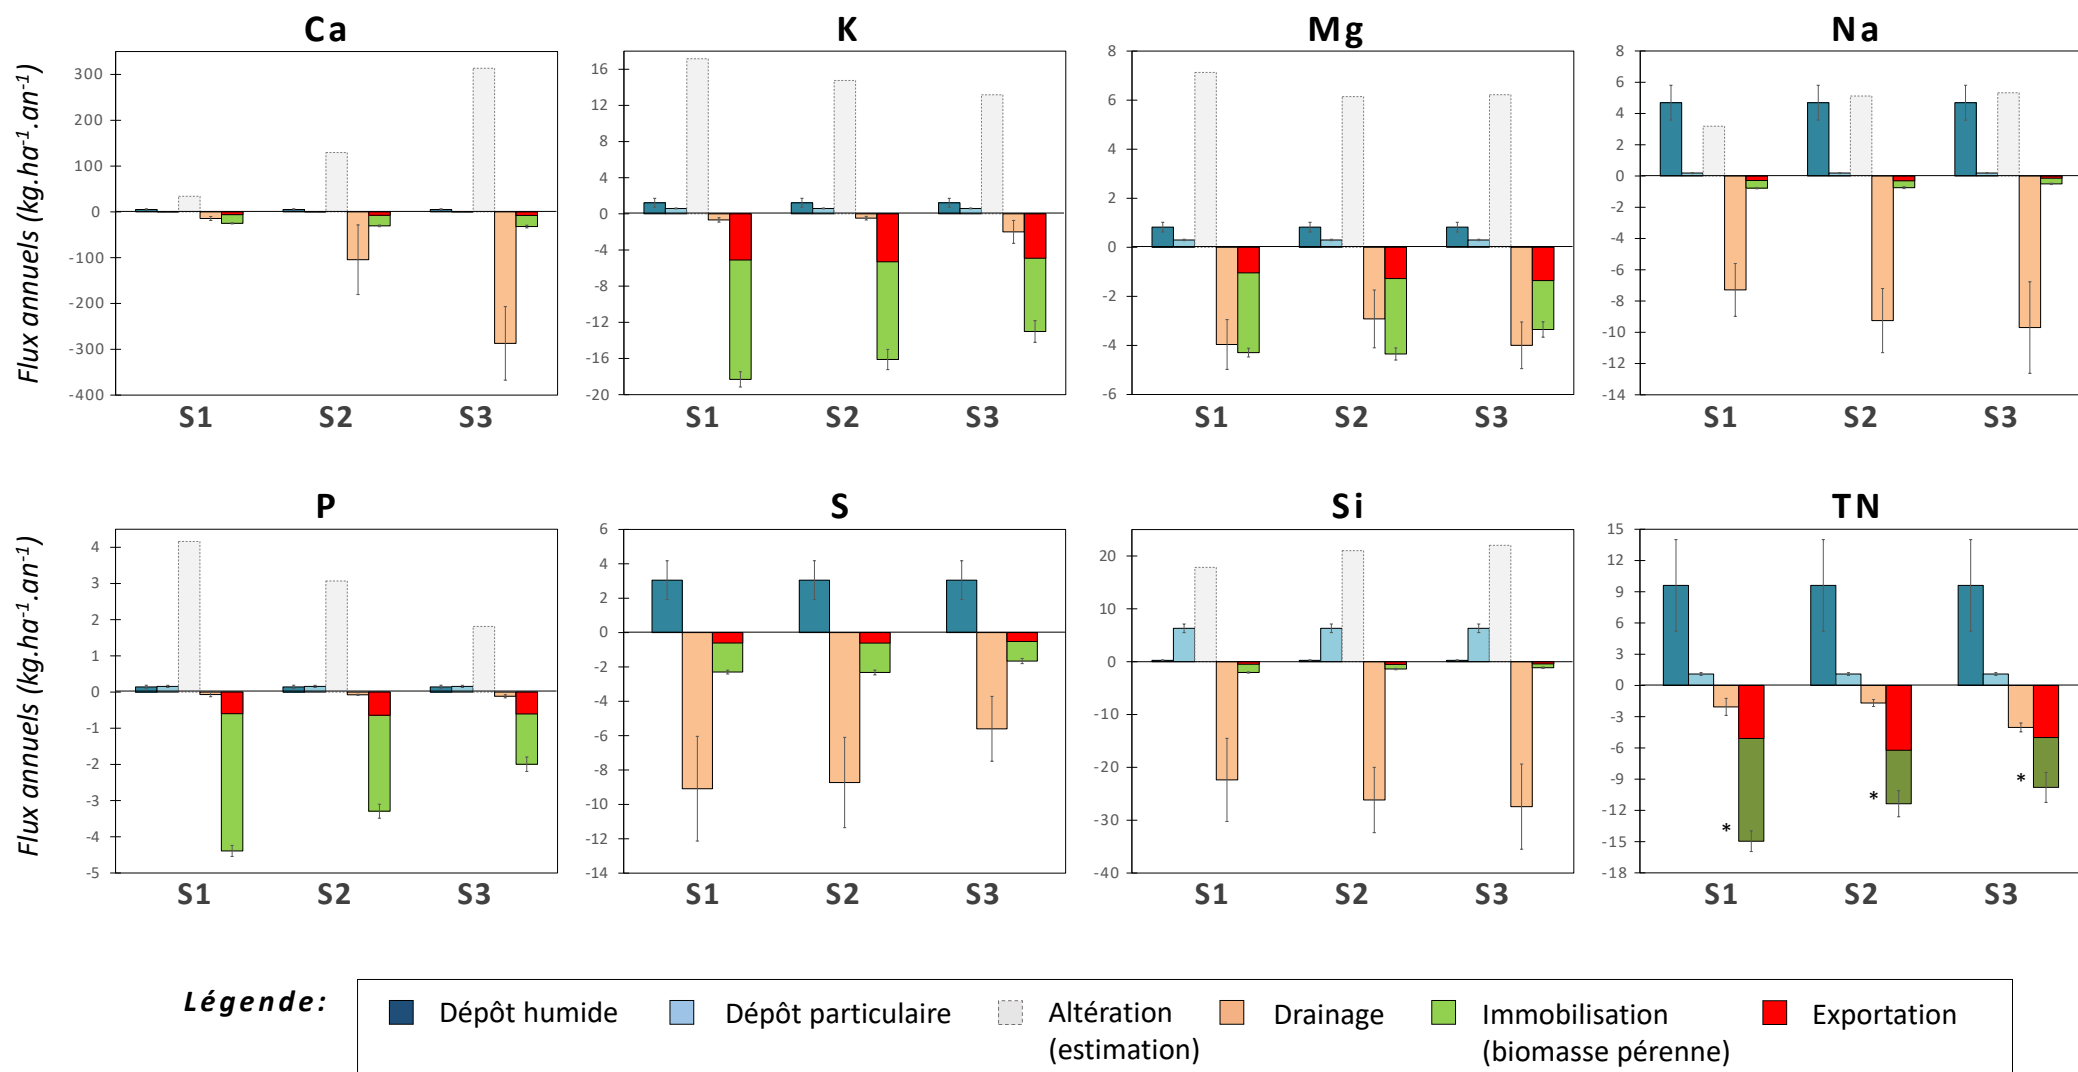 Ca
K
Mg
Na
Flux annuels (kg.ha-1.an-1)
300
200
100
0
-100
-200
-300
-400
S1
S2
S3
16
12
8
4
0
-4
-8
-12
-16
-20
S1
S2
S3
8
6
4
2
0
-2
-4
-6
S1
S2
S3
8
6
4
2
0
-2
-4
-6
-8
-10
-12
-14
S1
S2
S3
P
S
Si
TN
Flux annuels (kg.ha-1.an-1)
4
3
2
1
0
-1
-2
-3
-4
-5
S1
S2
S3
6
4
2
0
-2
-4
-6
-8
-10
-12
-14
S1
S2
S3
20
10
0
-10
-20
-30
-40
S1
S2
S3
15
12
9
6
3
0
-3
-6
-9
-12
-15
-18
*
*
*
S1
S2
S3
Légende:
Dépôt humide
Dépôt particulaire
Altération
(estimation)
Drainage
Immobilisation
(biomasse pérenne)
Exportation